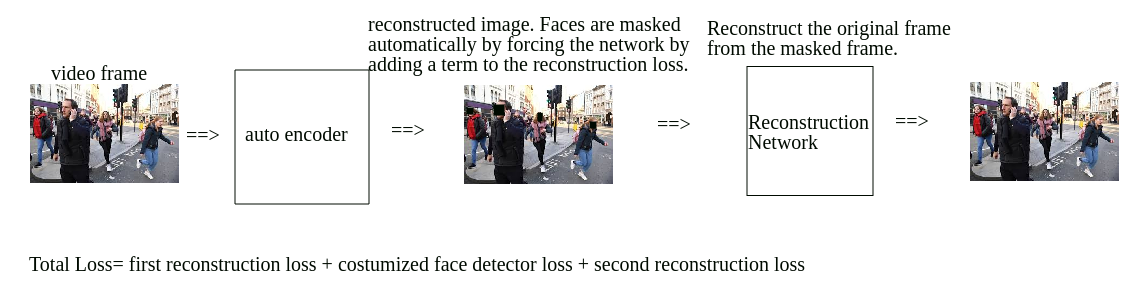 reconstructed image. Faces are masked
automatically by forcing the network by
adding a term to the reconstruction loss.
Reconstruct the original frame
from the masked frame.
video frame
==>
auto encoder
==>
==>
Reconstruction
Network
==>
Total Loss= first reconstruction loss + costumized face detector loss + second reconstruction loss